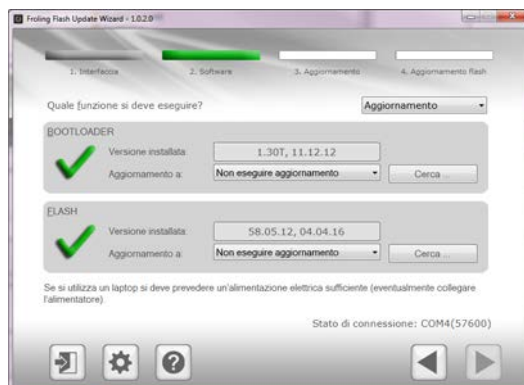 Froling Flash Update Wizard - 1.0.2.0
1. Interfaccia 2. Software 3. Aggiornamento 4. Aggiornamento flash
Quale funzione si deve eseguire? Aggiornamento
BOOTLOADER
Versione installata: 1.30T, 11.12.12
Aggiornamento a: Non eseguire aggiornamento Cerca ...
FLASH
Versione installata: 58.05.12, 04.04.16
Aggiornamento a: Non eseguire aggiornamento Cerca ...
Se si utilizza un laptop si deve prevedere un'alimentazione elettrica sufficiente (eventualmente collegare
l'alimentatore)
Stato di connessione: COM4(57600)